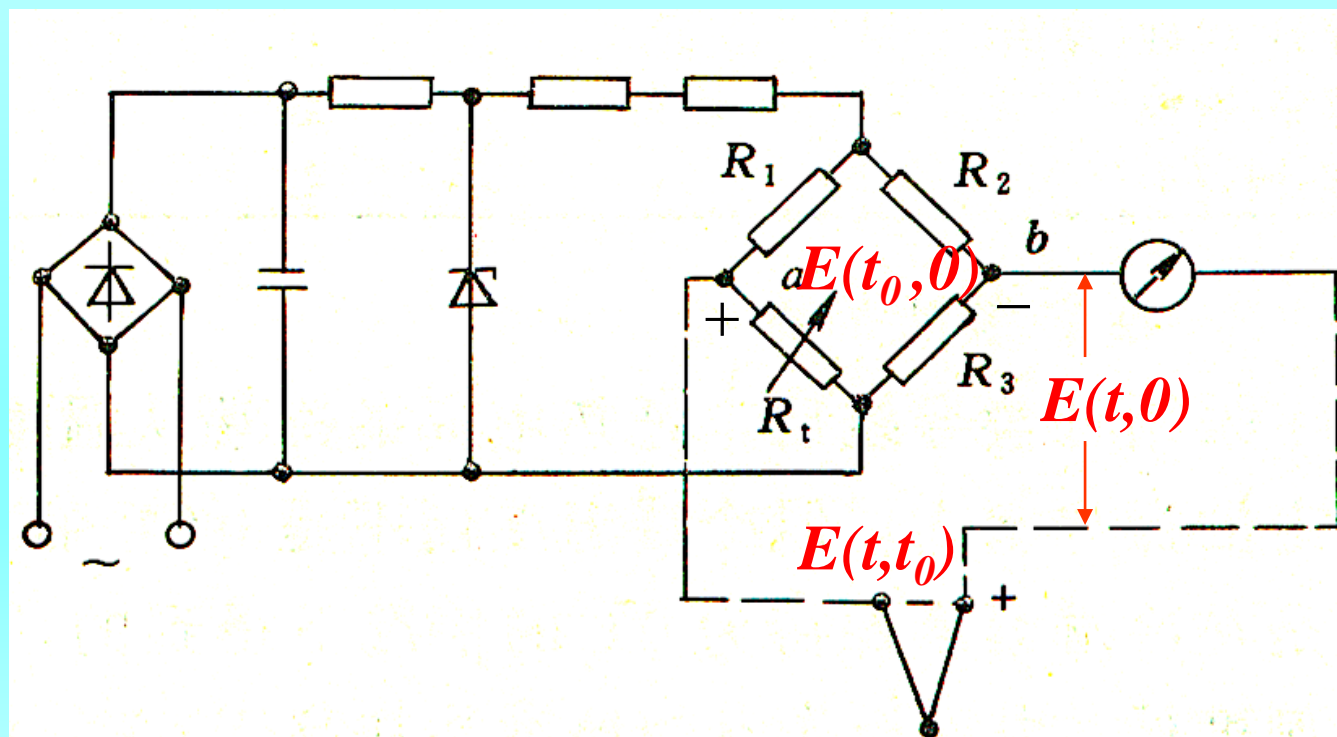 R1
R2
a
E(t0,0)
b
+
−
Rt
R3
E(t,0)
~
E(t,t0)
+